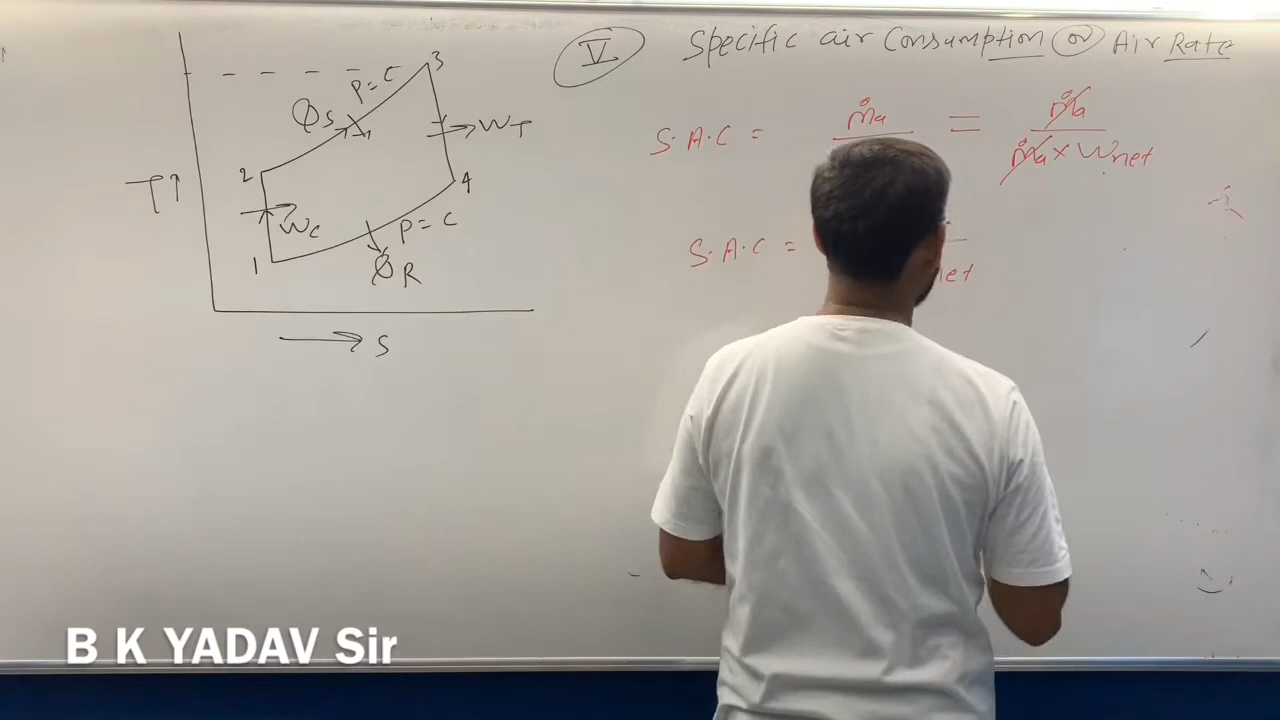 V. Specific air Consumption or Air Rate
S.A.C = ṁa = ṁa
ṁa x Wnet
S.A.C =
T↑
1
2
3
4
P = C
QS
WT
WC
P = C
QR
→ S
B K YADAV Sir